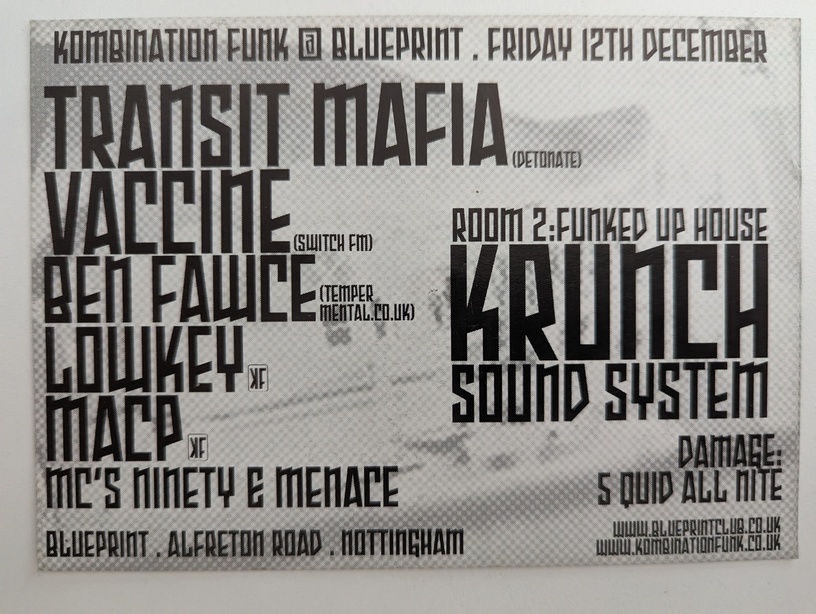 KOMBINATION FUNK @ BLUEPRINT . FRIDAY 12TH DECEMBER
TRANSIT MAFIA (DETONATE)
VACCINE (SWITCH FM)
BEN FAWCE (TEMPER
MENTAL.CO.UK)
LOWKEY KF
MACP KF
MC'S NINETY & MENACE
ROOM 2:FUNKED UP HOUSE
KRUNCH
SOUND SYSTEM
DAMAGE:
5 QUID ALL NITE
BLUEPRINT . ALFRETON ROAD . NOTTINGHAM
WWW.BLUEPRINTCLUB.CO.UK
WWW.KOMBINATIONFUNK.CO.UK